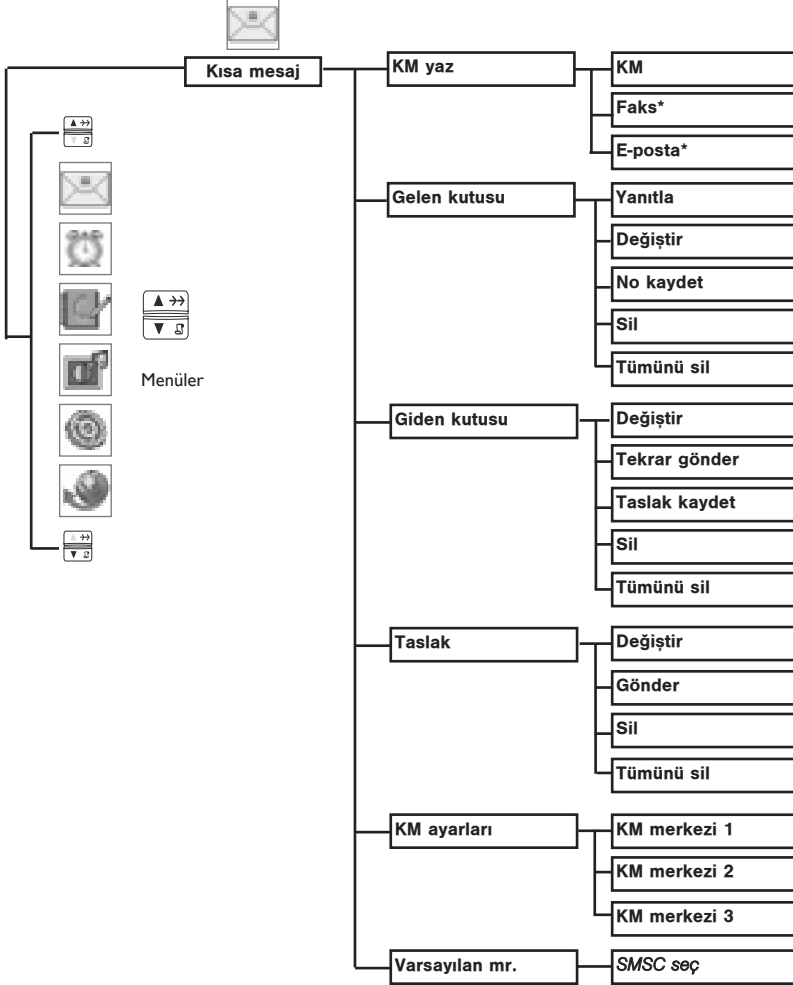 Kısa mesaj
KM yaz
KM
Faks*
E-posta*
Gelen kutusu
Yanıtla
Değiştir
No kaydet
Sil
Tümünü sil
Menüler
Giden kutusu
Değiştir
Tekrar gönder
Taslak kaydet
Sil
Tümünü sil
Taslak
Değiştir
Gönder
Sil
Tümünü sil
KM ayarları
KM merkezi 1
KM merkezi 2
KM merkezi 3
Varsayılan mr.
SMSC seç